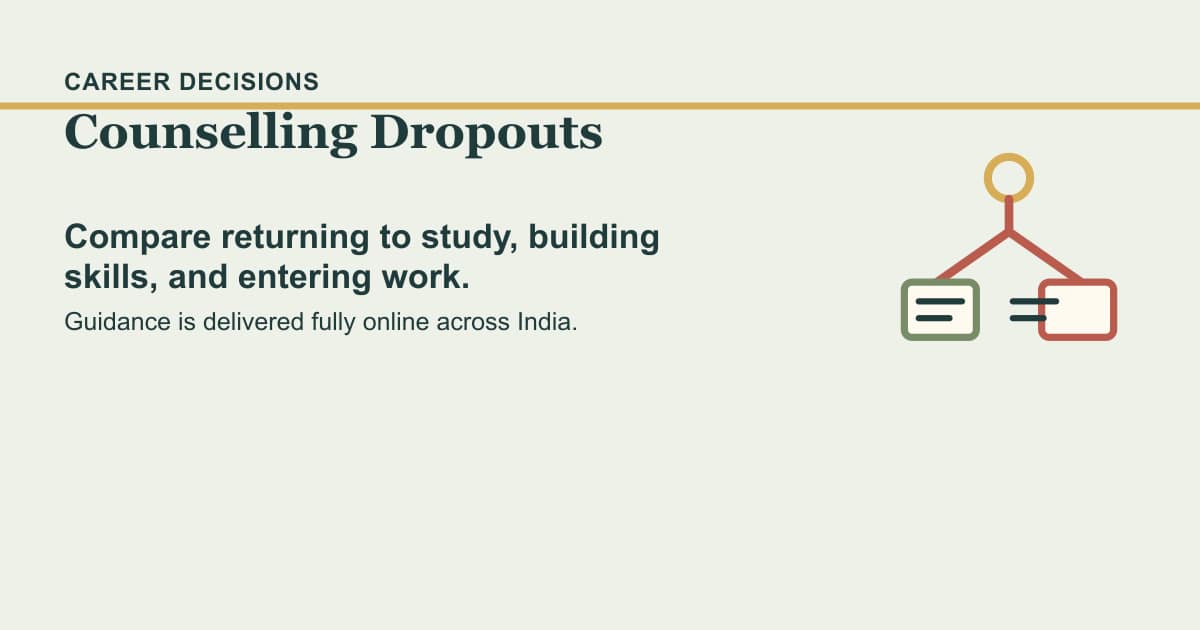 CAREER DECISIONS
Counselling Dropouts
Compare returning to study, building
skills, and entering work.
Guidance is delivered fully online across India.